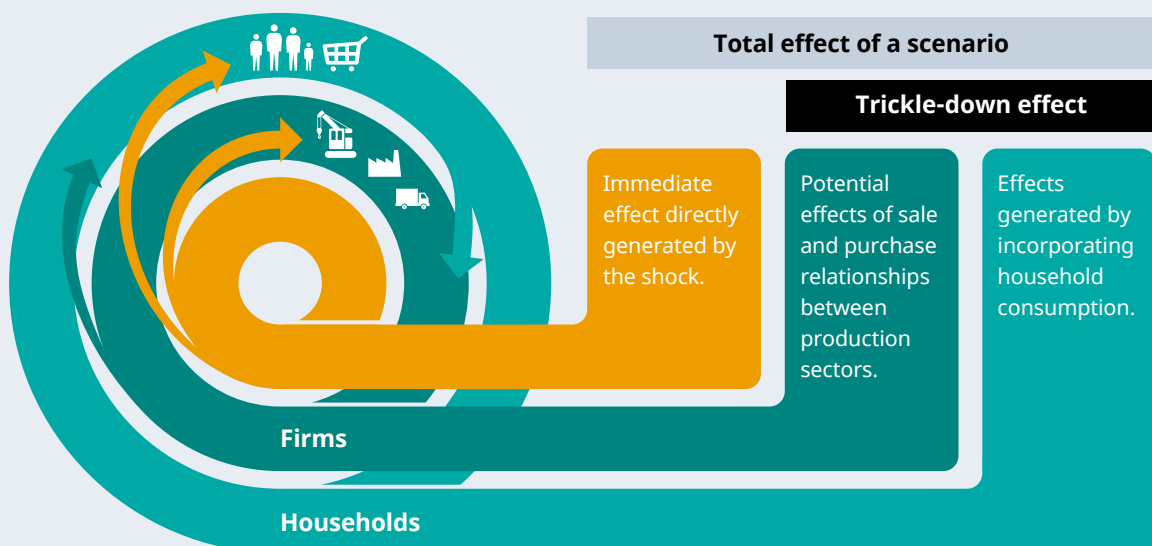 Total effect of a scenario
Trickle-down effect
Immediate
effect directly
generated by
the shock.
Potential
effects of sale
and purchase
relationships
between
production
sectors.
Effects
generated by
incorporating
household
consumption.
Firms
Households